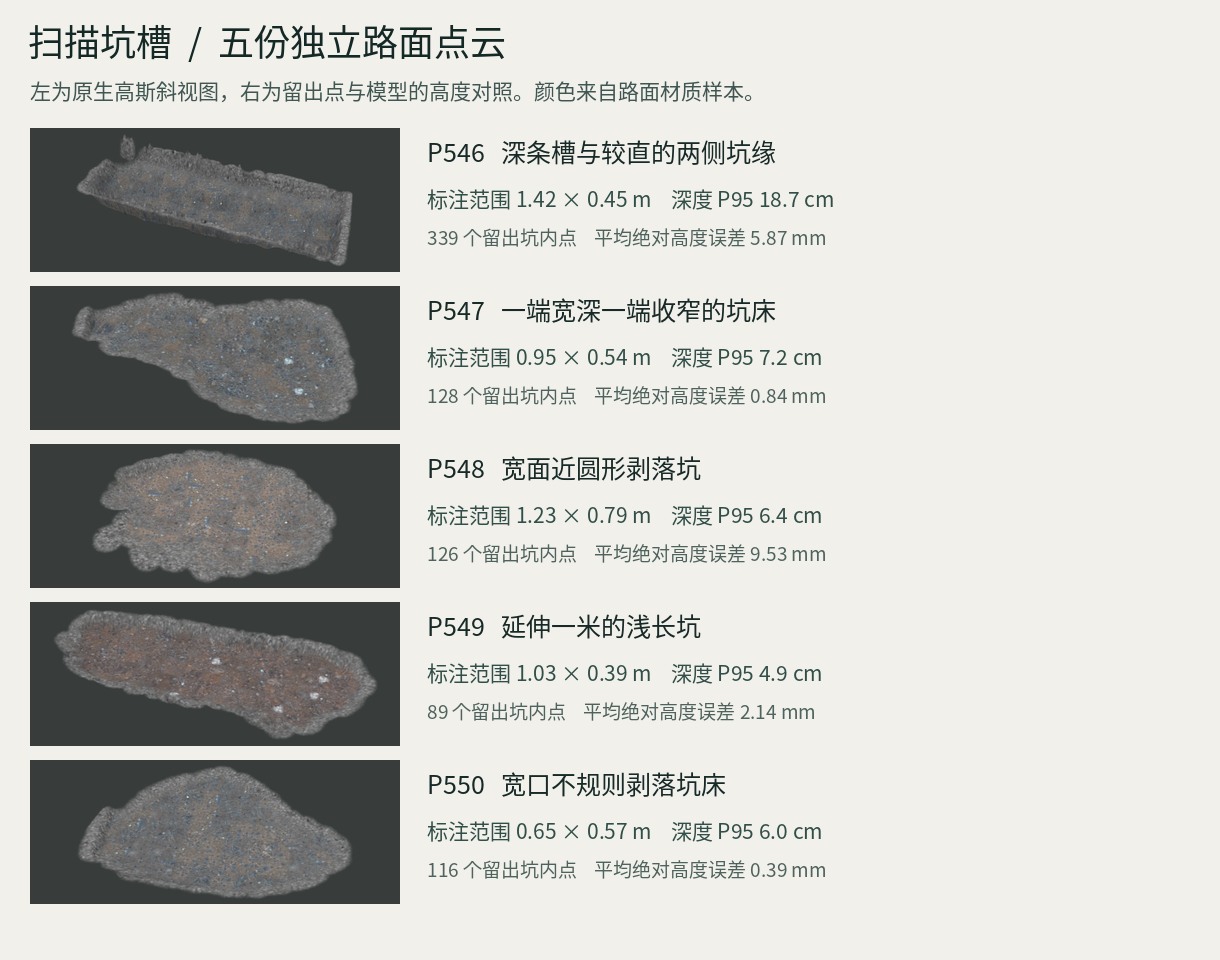 扫描坑槽 / 五份独立路面点云
左为原生高斯斜视图，右为留出点与模型的高度对照。颜色来自路面材质样本。
P546 深条槽与较直的两侧坑缘
标注范围 1.42 × 0.45 m 深度 P95 18.7 cm
339 个留出坑内点 平均绝对高度误差 5.87 mm
P547 一端宽深一端收窄的坑床
标注范围 0.95 × 0.54 m 深度 P95 7.2 cm
128 个留出坑内点 平均绝对高度误差 0.84 mm
P548 宽面近圆形剥落坑
标注范围 1.23 × 0.79 m 深度 P95 6.4 cm
126 个留出坑内点 平均绝对高度误差 9.53 mm
P549 延伸一米的浅长坑
标注范围 1.03 × 0.39 m 深度 P95 4.9 cm
89 个留出坑内点 平均绝对高度误差 2.14 mm
P550 宽口不规则剥落坑床
标注范围 0.65 × 0.57 m 深度 P95 6.0 cm
116 个留出坑内点 平均绝对高度误差 0.39 mm